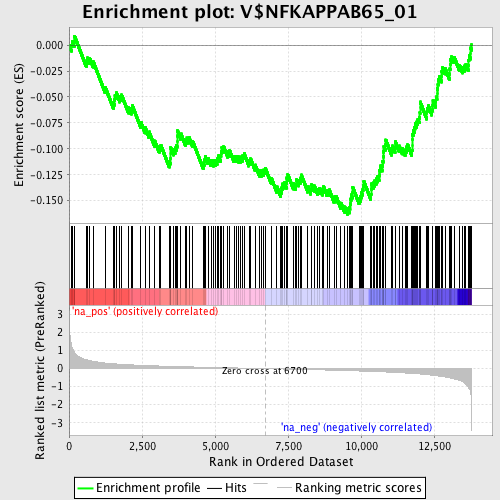 Enrichment plot: V$NFKAPPAB65_01
Enrichment score (ES)
0.000
-0.025
-0.050
-0.075
-0.100
-0.125
-0.150
'na_pos' (positively correlated)
Ranked list metric (PreRanked)
3
2
1
0
-1
-2
-3
Zero cross at 6700
'na_neg' (negatively correlated)
0
2,500
5,000
7,500
10,000
12,500
Rank in Ordered Dataset
Enrichment profile
Hits
Ranking metric scores